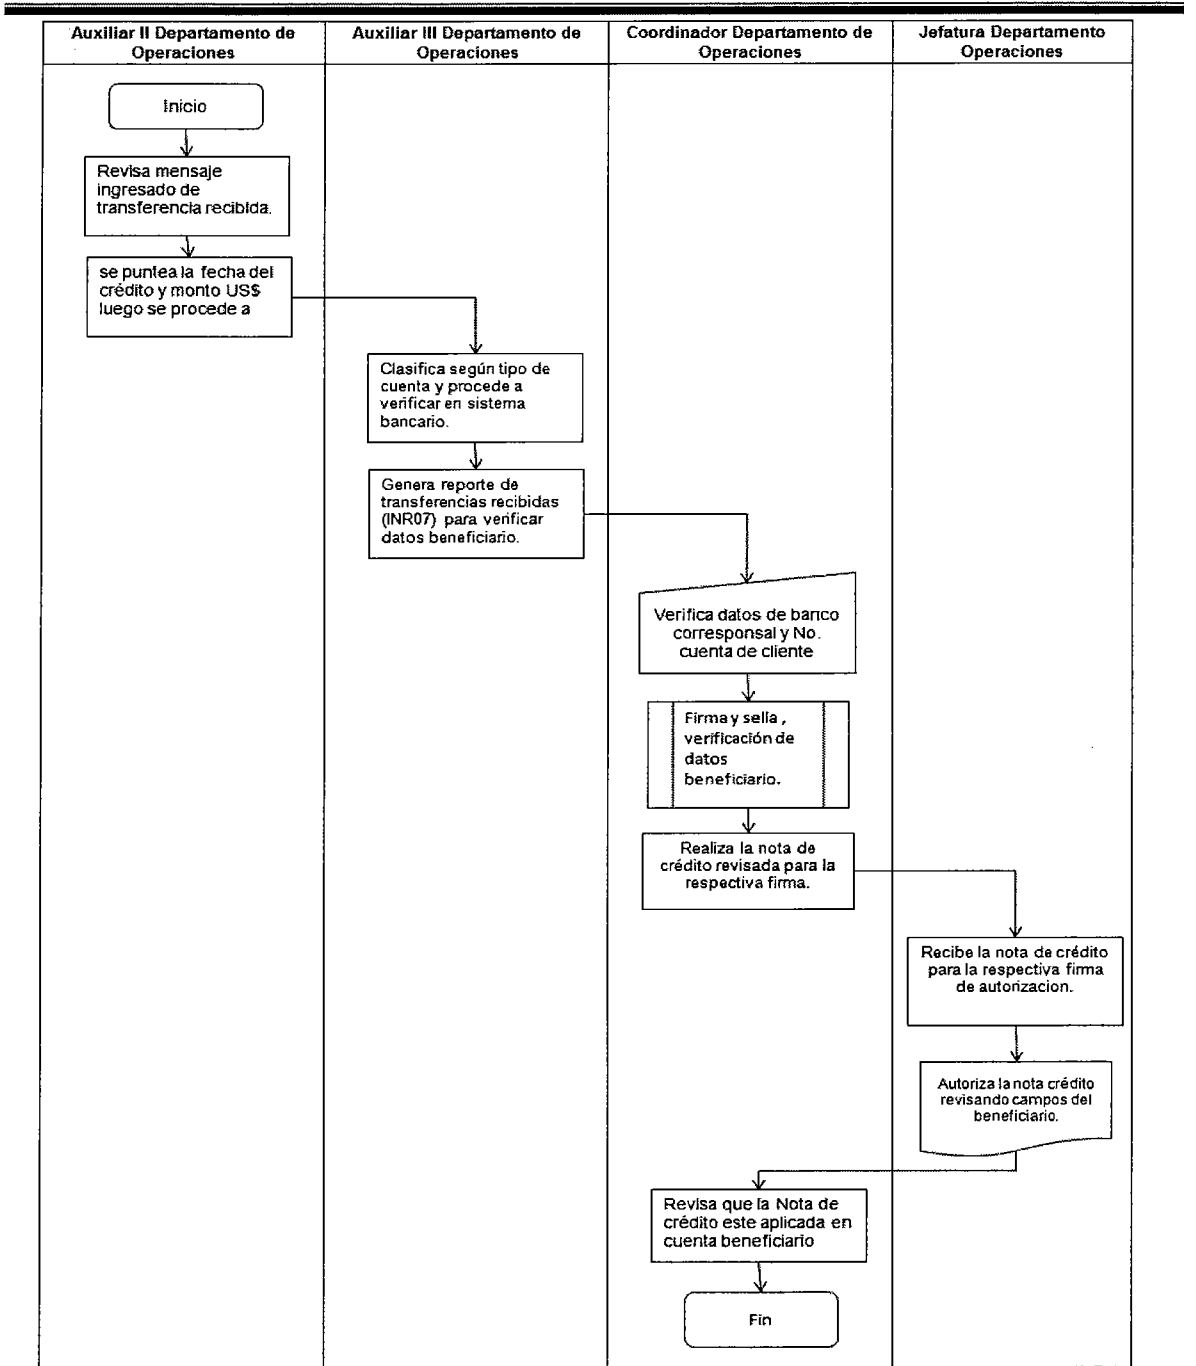 Auxiliar II Departamento de
Operaciones
Auxiliar III Departamento de
Operaciones
Coordinador Departamento de
Operaciones
Jefatura Departamento
Operaciones
Inicio
Revisa mensaje
ingresado de
transferencia recibida.
se puntea la fecha del
crédito y monto US$
luego se procede a
Clasifica según tipo de
cuenta y procede a
verificar en sistema
bancario.
Genera reporte de
transferencias recibidas
(INR07) para verificar
datos beneficiario.
Verifica datos de banco
corresponsal y No.
cuenta de cliente
Firma y sella ,
verificación de
datos
beneficiario.
Realiza la nota de
crédito revisada para la
respectiva firma.
Recibe la nota de crédito
para la respectiva firma
de autorizacion.
Autoriza la nota crédito
revisando campos del
beneficiario.
Revisa que la Nota de
crédito este aplicada en
cuenta beneficiario
Fin